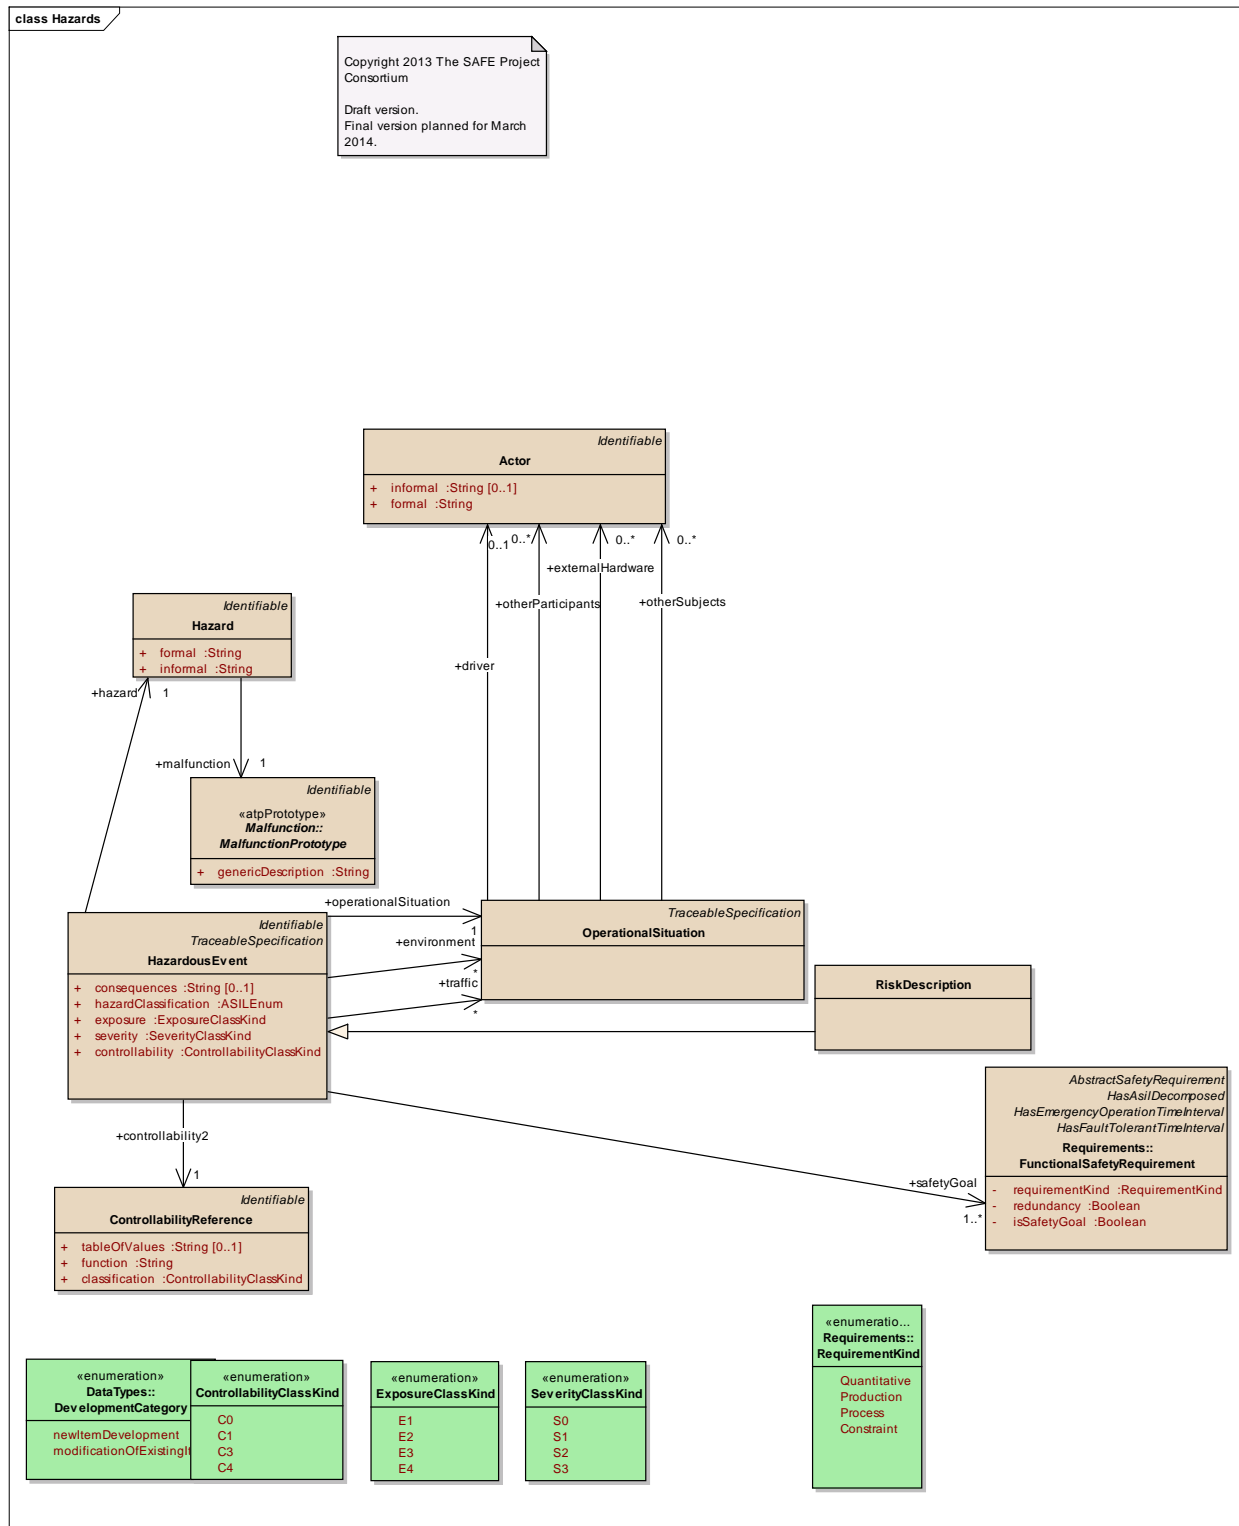 class Hazards
Copyright 2013 The SAFE Project
Consortium
Draft version.
Final version planned for March
2014.
Identifiable
Actor
+ informal :String [0..1]
+ formal :String
0..1
0..*
0..*
0..*
+externalHardware
+otherParticipants
+otherSubjects
+driver
Identifiable
Hazard
+ formal :String
+ informal :String
+hazard
1
+malfunction
1
Identifiable
«atpPrototype»
Malfunction::
MalfunctionPrototype
+ genericDescription :String
+operationalSituation
1
+environment
*
+traffic
*
TraceableSpecification
OperationalSituation
Identifiable
TraceableSpecification
HazardousEvent
+ consequences :String [0..1]
+ hazardClassification :ASILEnum
+ exposure :ExposureClassKind
+ severity :SeverityClassKind
+ controllability :ControllabilityClassKind
RiskDescription
AbstractSafetyRequirement
HasAsilDecomposed
HasEmergencyOperationTimeInterval
HasFaultTolerantTimeInterval
Requirements::
FunctionalSafetyRequirement
- requirementKind :RequirementKind
- redundancy :Boolean
- isSafetyGoal :Boolean
+safetyGoal
1..*
+controllability2
1
Identifiable
ControllabilityReference
+ tableOfValues :String [0..1]
+ function :String
+ classification :ControllabilityClassKind
«enumeration»
DataTypes::
DevelopmentCategory
newItemDevelopment
modificationOfExistingIt
«enumeration»
ControllabilityClassKind
C0
C1
C3
C4
«enumeration»
ExposureClassKind
E1
E2
E3
E4
«enumeration»
SeverityClassKind
S0
S1
S2
S3
«enumeratio...
Requirements::
RequirementKind
Quantitative
Production
Process
Constraint